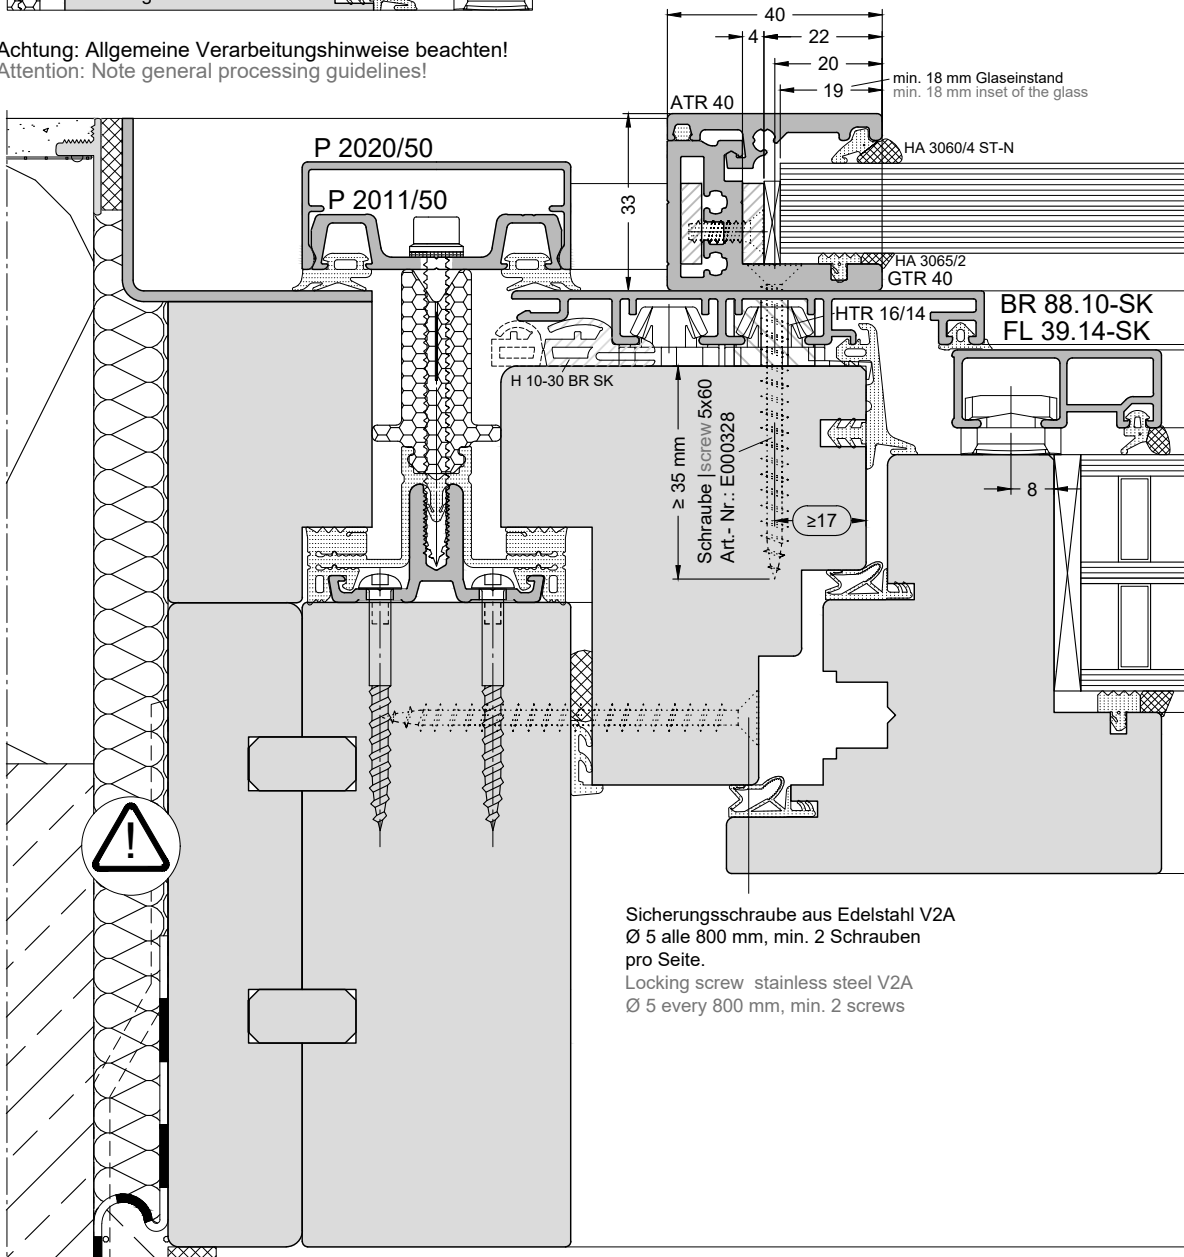 Achtung: Allgemeine Verarbeitungshinweise beachten!
Attention: Note general processing guidelines!
40
4
22
20
19
min. 18 mm Glaseinstand
min. 18 mm inset of the glass
ATR 40
HA 3060/4 ST-N
P 2020/50
P 2011/50
33
HA 3065/2
GTR 40
BR 88.10-SK
FL 39.14-SK
HTR 16/14
H 10-30 BR SK
≥ 35 mm
Schraube |screw 5x60
Art.- Nr.: E000328
8
≥17
!
Sicherungsschraube aus Edelstahl V2A
Ø 5 alle 800 mm, min. 2 Schrauben
pro Seite.
Locking screw stainless steel V2A
Ø 5 every 800 mm, min. 2 screws